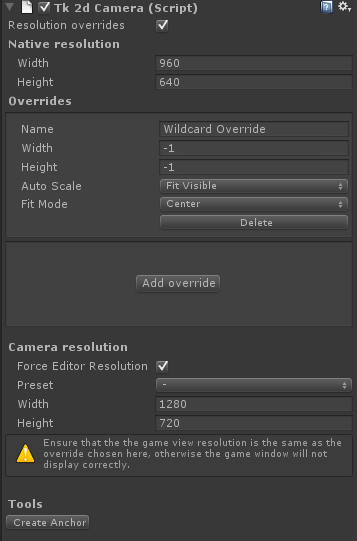 Tk 2d Camera (Script)
Resolution overrides
Native resolution
Width 960
Height 640
Overrides
Name Wildcard Override
Width -1
Height -1
Auto Scale Fit Visible
Fit Mode Center
Delete
Add override
Camera resolution
Force Editor Resolution
Preset -
Width 1280
Height 720
Ensure that the the game view resolution is the same as the
override chosen here, otherwise the game window will not
display correctly.
Tools
Create Anchor